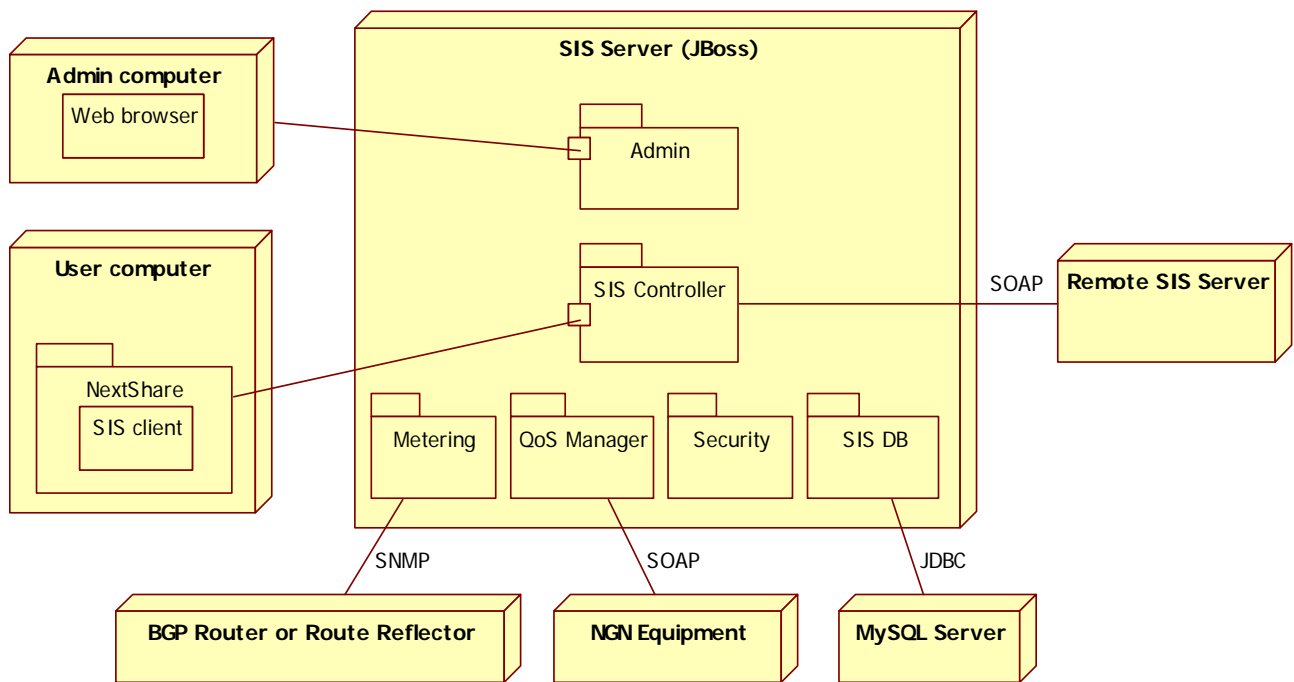 SIS Server (JBoss)
Admin computer
Web browser
Admin
User computer
SIS Controller
SOAP
Remote SIS Server
NextShare
SIS client
Metering
QoS Manager
Security
SIS DB
SNMP
SOAP
JDBC
BGP Router or Route Reflector
NGN Equipment
MySQL Server